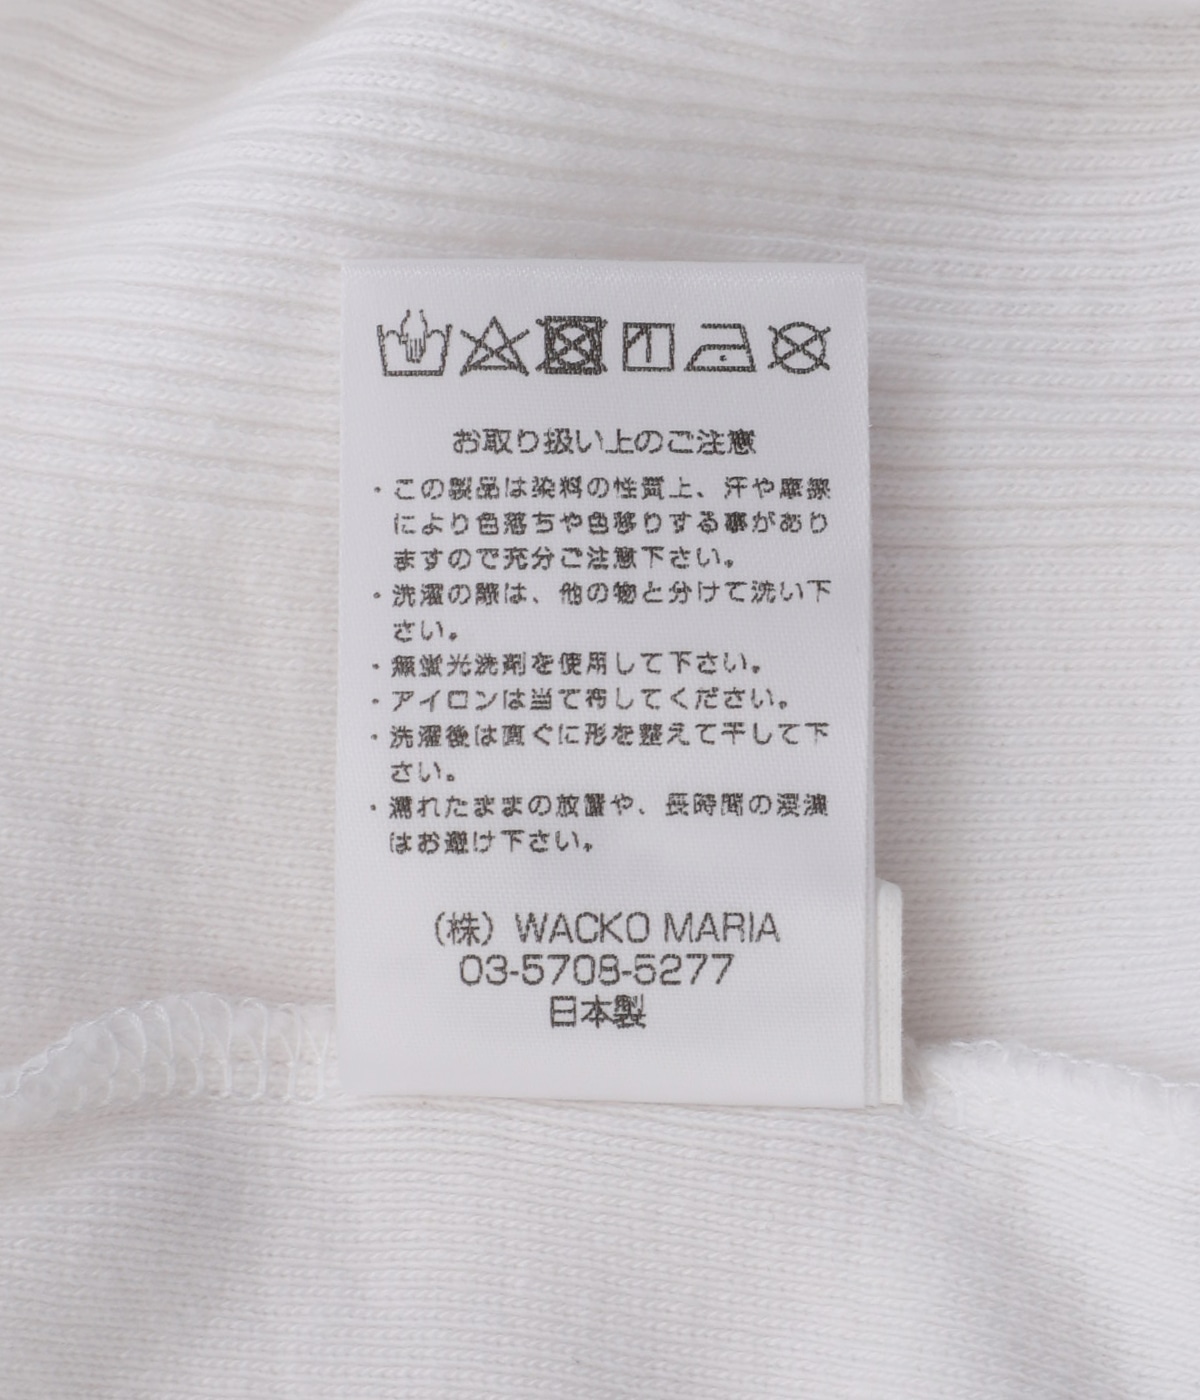 お取り扱い上のご注意
・この製品は染料の性質上、汗や摩擦
により色落ちや色移りする事があり
ますので充分ご注意下さい。
・洗濯の際は、他の物と分けて洗い下
さい。
・無蛍光洗剤を使用して下さい。
・アイロンは当て布してください。
・洗濯後は直ぐに形を整えて干して下
さい。
・濡れたままの放置や、長時間の浸漬
はお避け下さい。
(株) WACKO MARIA
03-5708-5277
日本製